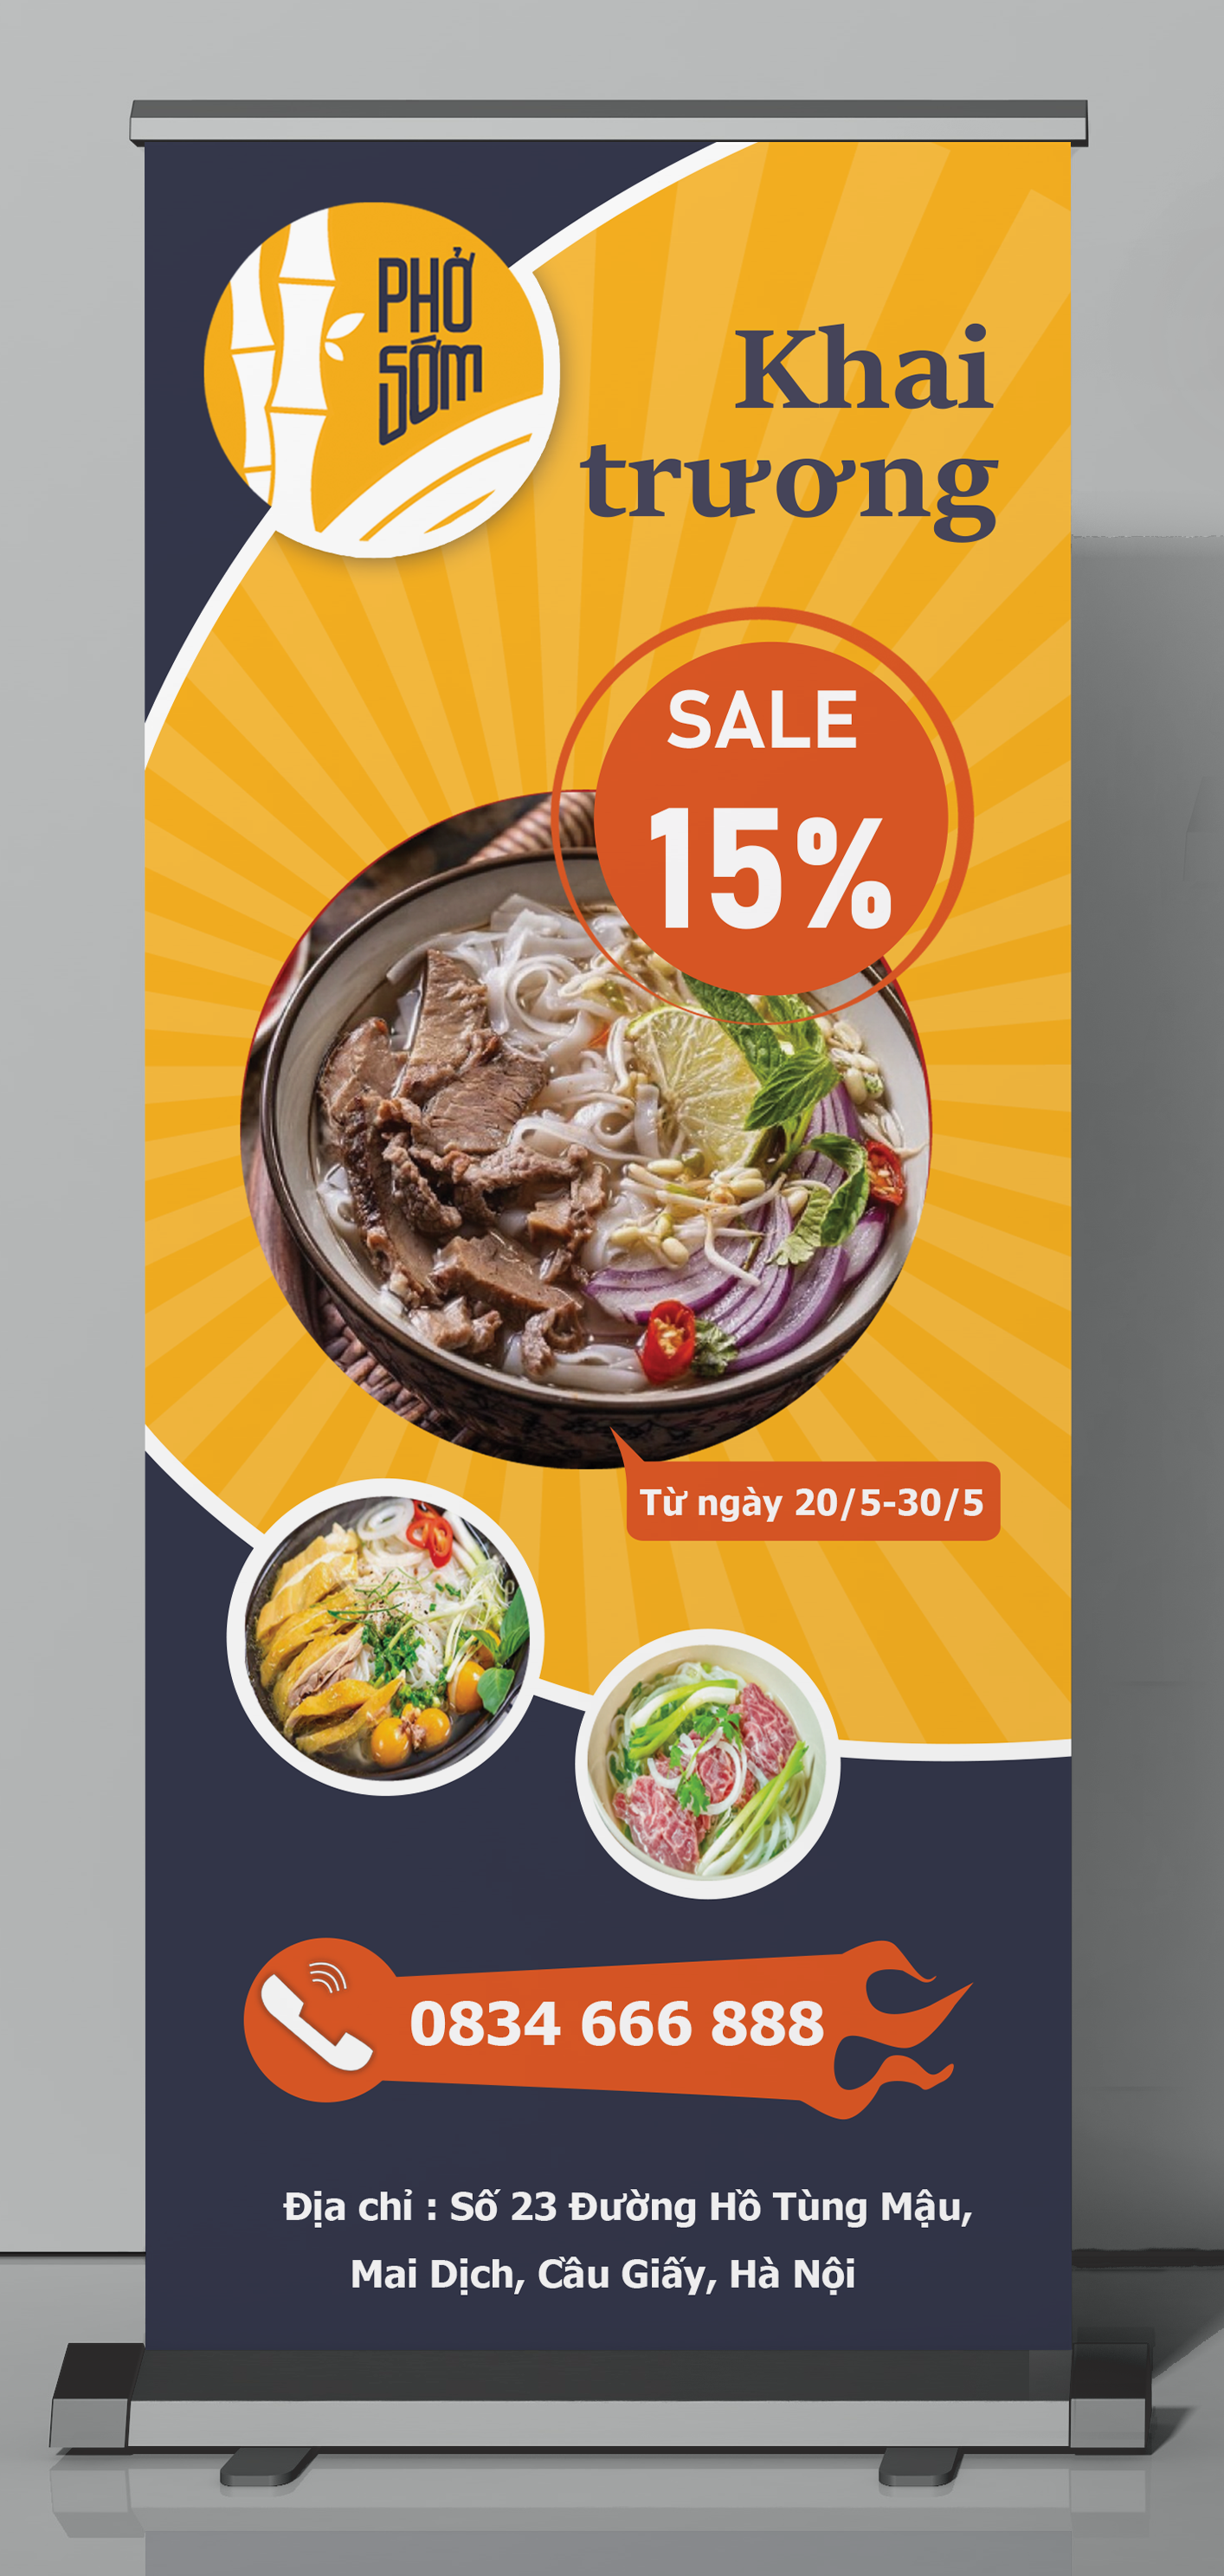 PHỞ
SỚM
Khai
trương
SALE
15%
Từ ngày 20/5-30/5
0834 666 888
Địa chỉ : Số 23 Đường Hồ Tùng Mậu,
Mai Dịch, Cầu Giấy, Hà Nội